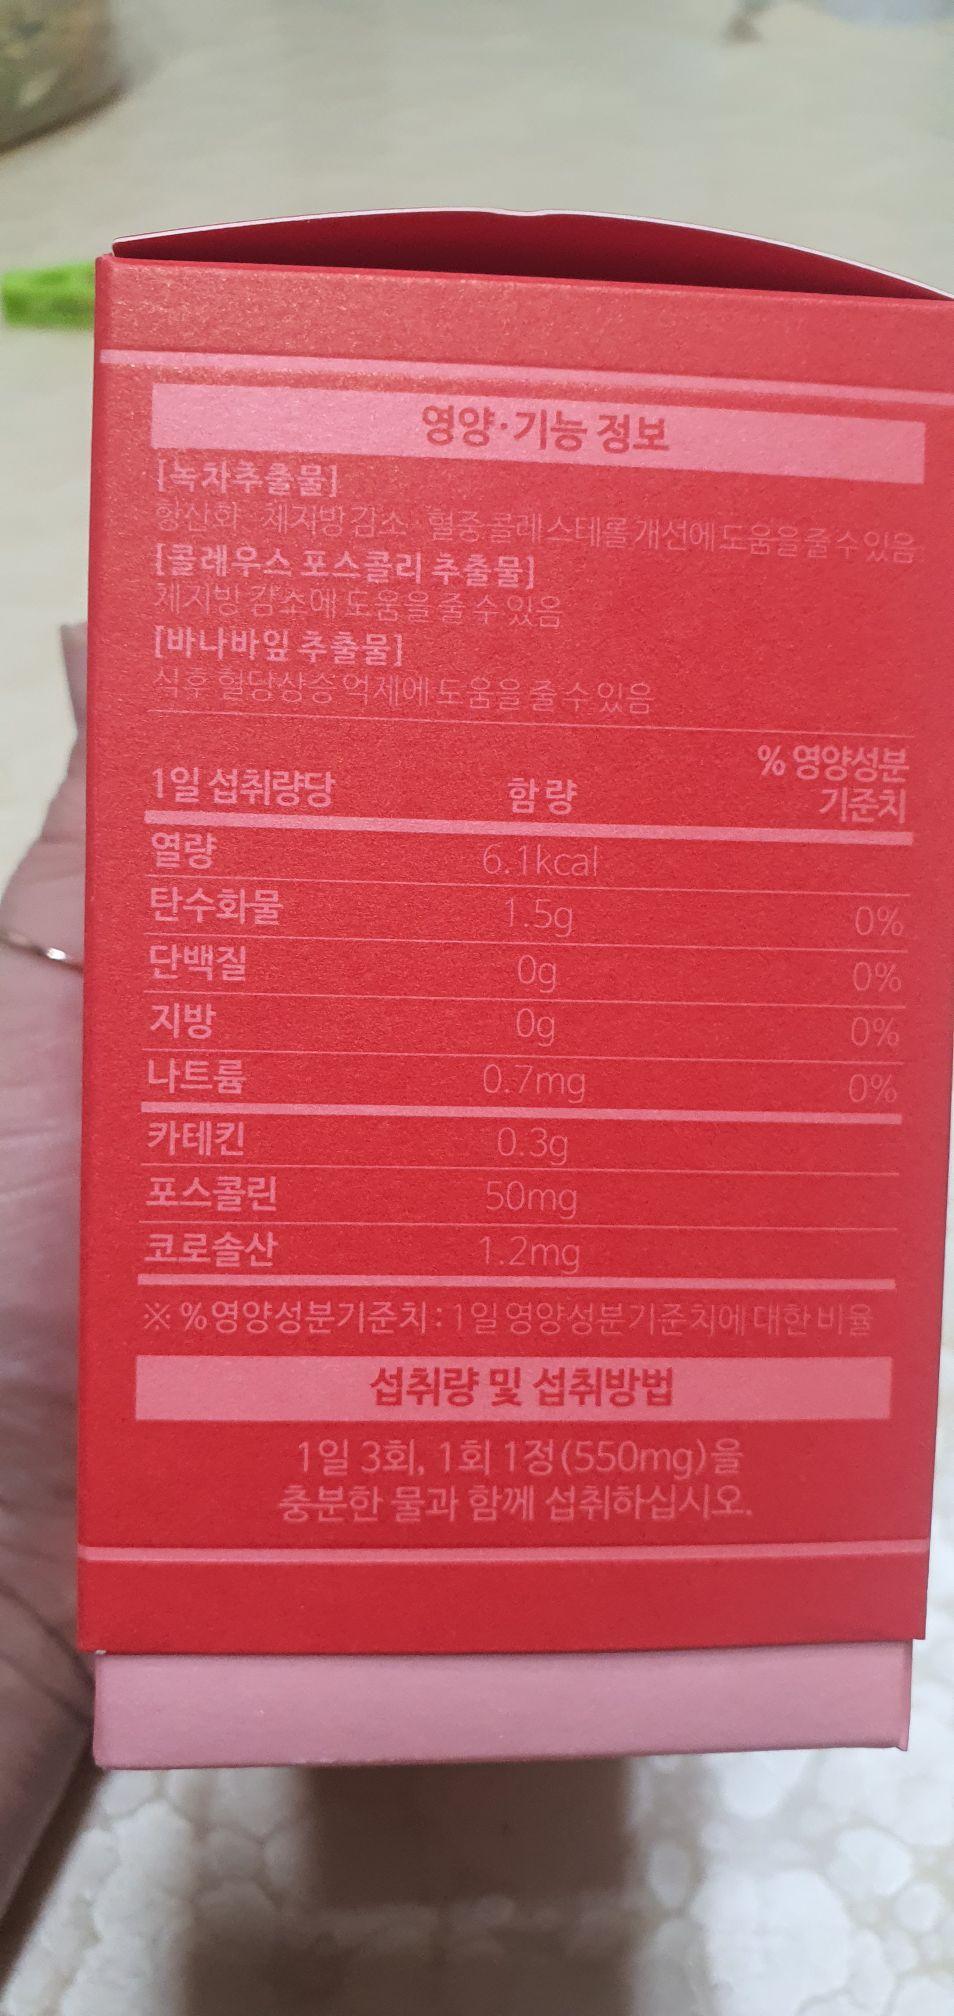 영양·기능 정보
[녹차추출물]
항산화·체지방감소·혈중콜레스테롤개선에도움을줄수있음
[콜레우스 포스콜리 추출물]
체지방 감소에 도움을 줄 수 있음
[바나바잎 추출물]
식후 혈당상승 억제에 도움을 줄 수 있음
1일 섭취량당 함량 % 영양성분 기준치
열량 6.1kcal
탄수화물 1.5g 0%
단백질 0g 0%
지방 0g 0%
나트륨 0.7mg 0%
카테킨 0.3g
포스콜린 50mg
코로솔산 1.2mg
※ %영양성분기준치 : 1일 영양성분기준치에 대한 비율
섭취량 및 섭취방법
1일 3회, 1회 1정(550mg)을
충분한 물과 함께 섭취하십시오.